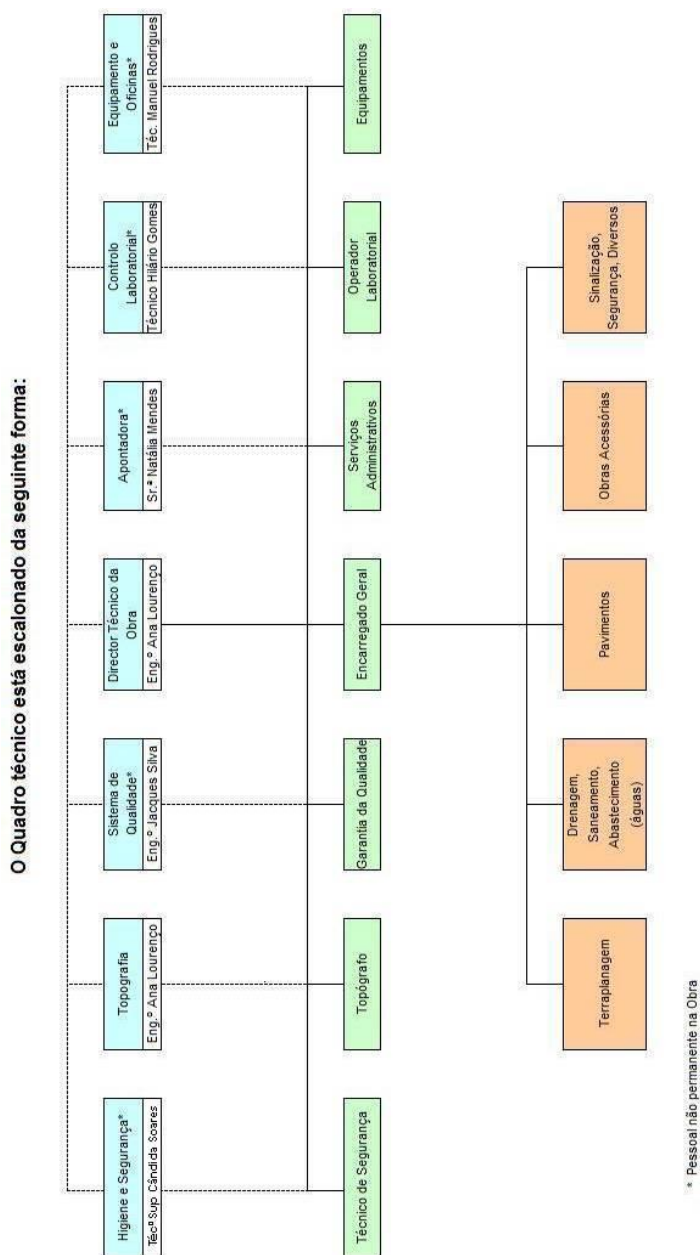 O Quadro técnico está escalonado da seguinte forma:
Higiene e Segurança*
Técª Sup Cândida Soares
Topografia
Eng.º Ana Lourenço
Sistema de
Qualidade*
Eng.º Jacques Silva
Director Técnico da
Obra
Eng.º Ana Lourenço
Apontadora*
Sr.ª Natália Mendes
Controlo
Laboratorial*
Técnico Hilário Gomes
Equipamento e
Oficinas*
Téc. Manuel Rodrigues
Técnico de Segurança
Topógrafo
Garantia da Qualidade
Encarregado Geral
Serviços
Administrativos
Operador
Laboratorial
Equipamentos
Terraplanagem
Drenagem,
Saneamento,
Abastecimento
(águas)
Pavimentos
Obras Acessórias
Sinalização,
Segurança, Diversos
* Pessoal não permanente na Obra